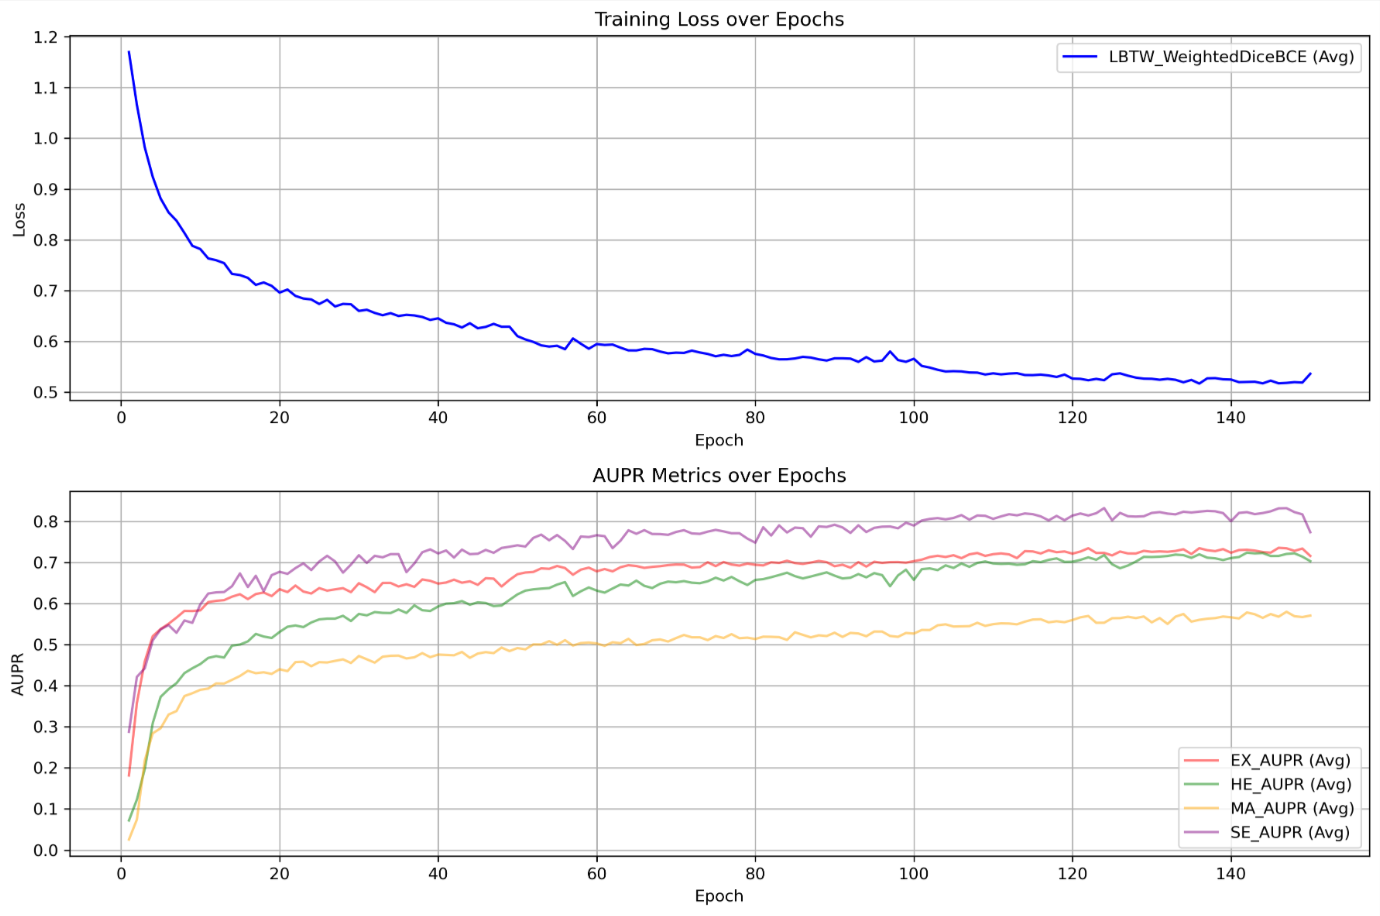 Training Loss over Epochs
1.2
1.1
1.0
0.9
0.8
0.7
0.6
0.5
Loss
LBTW_WeightedDiceBCE (Avg)
0 20 40 60 80 100 120 140
Epoch
AUPR Metrics over Epochs
0.8
0.7
0.6
0.5
0.4
0.3
0.2
0.1
0.0
AUPR
EX_AUPR (Avg)
HE_AUPR (Avg)
MA_AUPR (Avg)
SE_AUPR (Avg)
0 20 40 60 80 100 120 140
Epoch